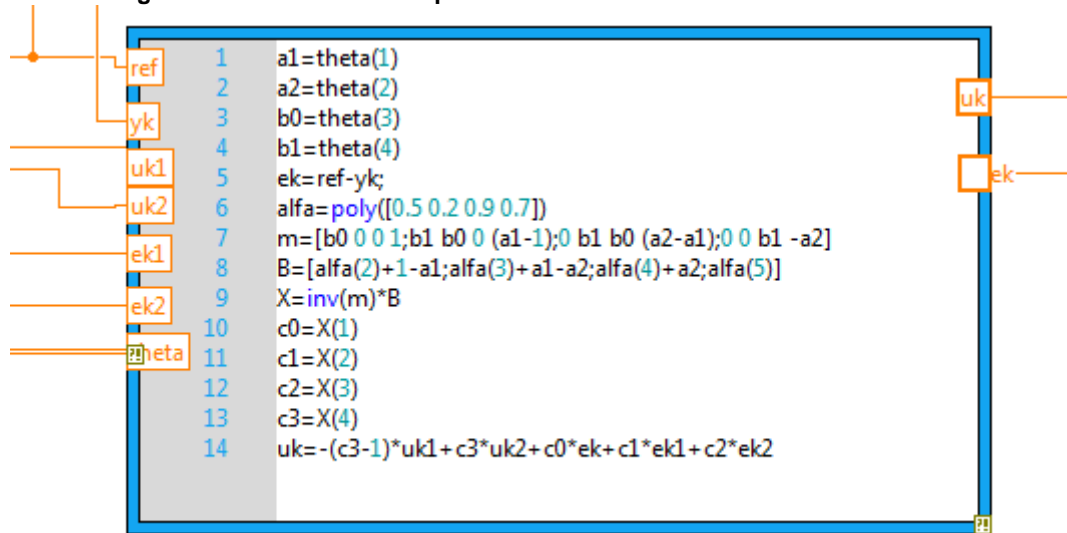 ref
yk
uk1
uk2
ek1
ek2
heta
1 a1=theta(1)
2 a2=theta(2)
3 b0=theta(3)
4 b1=theta(4)
5 ek=ref-yk;
6 alfa=poly([0.5 0.2 0.9 0.7])
7 m=[b0 0 0 1;b1 b0 0 (a1-1);0 b1 b0 (a2-a1);0 0 b1 -a2]
8 B=[alfa(2)+1-a1;alfa(3)+a1-a2;alfa(4)+a2;alfa(5)]
9 X=inv(m)*B
10 c0=X(1)
11 c1=X(2)
12 c2=X(3)
13 c3=X(4)
14 uk=-(c3-1)*uk1+c3*uk2+c0*ek+c1*ek1+c2*ek2
uk
ek